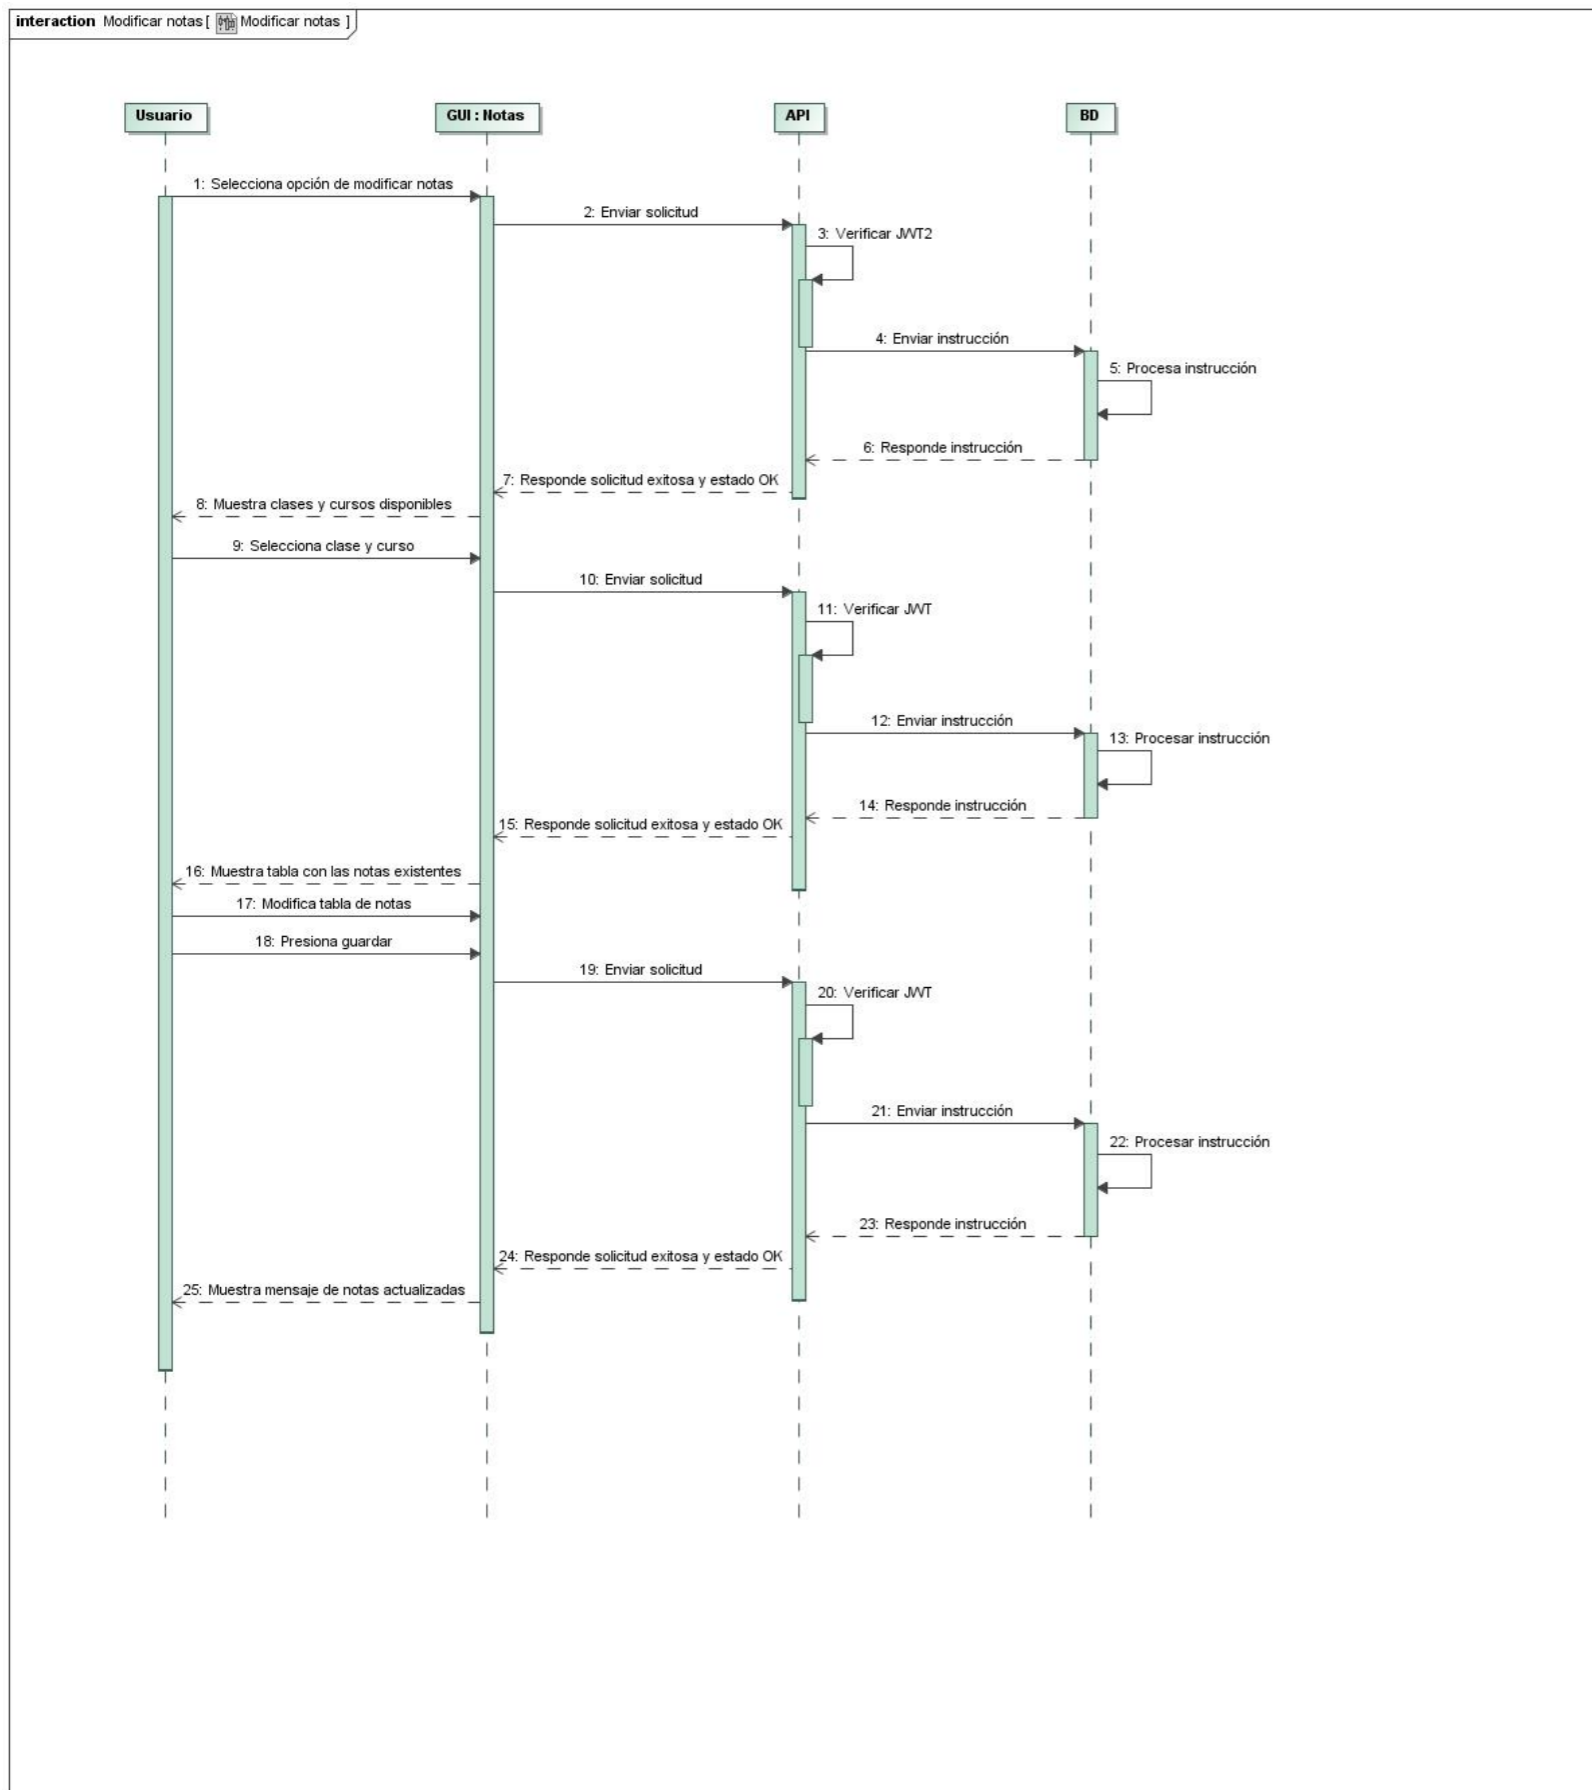 interaction Modificar notas [ Modificar notas ]
Usuario
GUI : Notas
API
BD
1: Selecciona opción de modificar notas
2: Enviar solicitud
3: Verificar JWT2
4: Enviar instrucción
5: Procesa instrucción
6: Responde instrucción
7: Responde solicitud exitosa y estado OK
8: Muestra clases y cursos disponibles
9: Selecciona clase y curso
10: Enviar solicitud
11: Verificar JWT
12: Enviar instrucción
13: Procesar instrucción
14: Responde instrucción
15: Responde solicitud exitosa y estado OK
16: Muestra tabla con las notas existentes
17: Modifica tabla de notas
18: Presiona guardar
19: Enviar solicitud
20: Verificar JWT
21: Enviar instrucción
22: Procesar instrucción
23: Responde instrucción
24: Responde solicitud exitosa y estado OK
25: Muestra mensaje de notas actualizadas